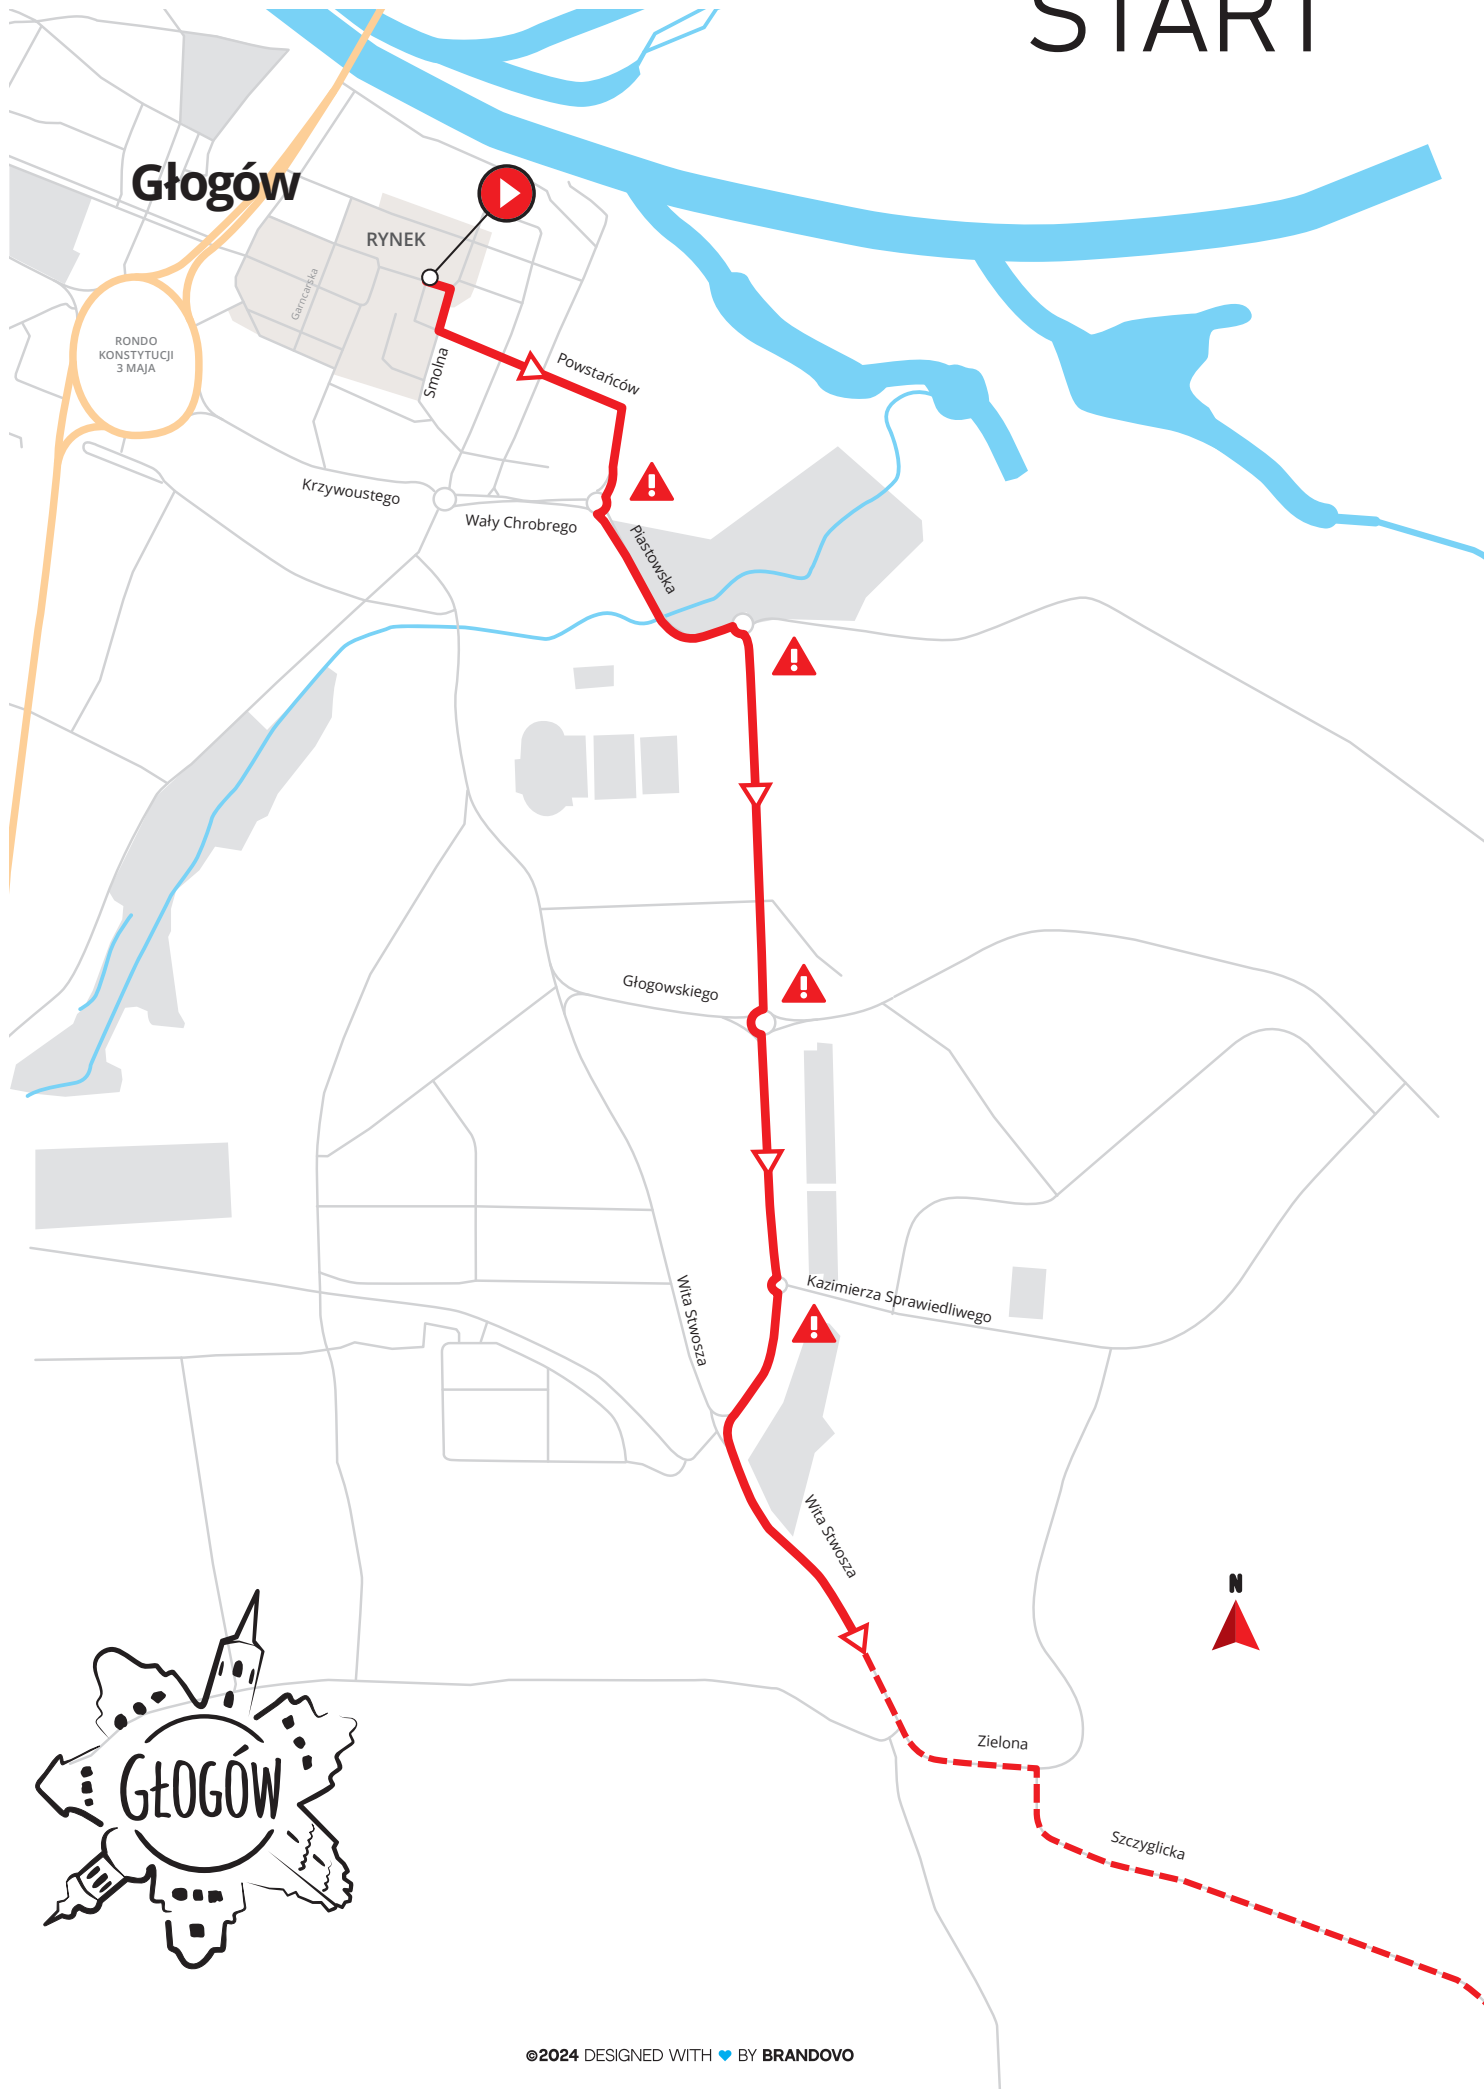 START
Głogów
RYNEK
Garncarska
RONDO
KONSTYTUCJI
3 MAJA
Smolna
Powstańców
Krzywoustego
Wały Chrobrego
Piastowska
Głogowskiego
Kazimierza Sprawiedliwego
Wita Stwosza
Wita Stwosza
N
Zielona
GŁOGÓW
Szczyglicka
©2024 DESIGNED WITH BY BRANDOVO